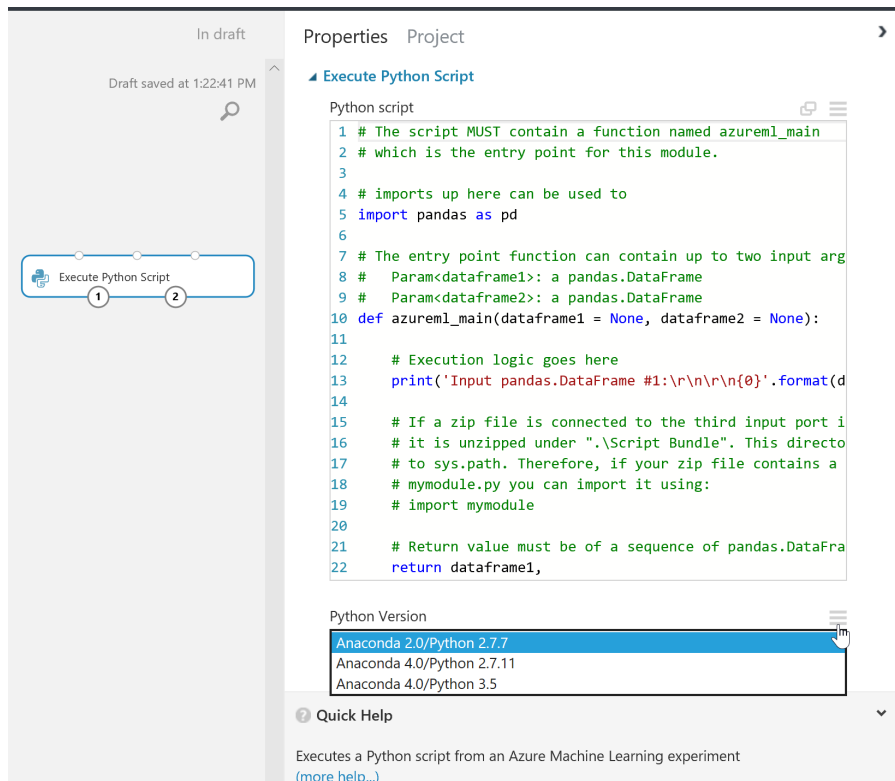 In draft
Draft saved at 1:22:41 PM
Execute Python Script
1 2
Properties Project
Execute Python Script
Python script
1 # The script MUST contain a function named azureml_main
2 # which is the entry point for this module.
3
4 # imports up here can be used to
5 import pandas as pd
6
7 # The entry point function can contain up to two input arg
8 #   Param<dataframe1>: a pandas.DataFrame
9 #   Param<dataframe2>: a pandas.DataFrame
10 def azureml_main(dataframe1 = None, dataframe2 = None):
11
12     # Execution logic goes here
13     print('Input pandas.DataFrame #1:\r\n\r\n{0}'.format(d
14
15     # If a zip file is connected to the third input port i
16     # it is unzipped under ".\Script Bundle". This directo
17     # to sys.path. Therefore, if your zip file contains a
18     # mymodule.py you can import it using:
19     # import mymodule
20
21     # Return value must be of a sequence of pandas.DataFra
22     return dataframe1,
Python Version
Anaconda 2.0/Python 2.7.7
Anaconda 4.0/Python 2.7.11
Anaconda 4.0/Python 3.5
? Quick Help
Executes a Python script from an Azure Machine Learning experiment
(more help...)